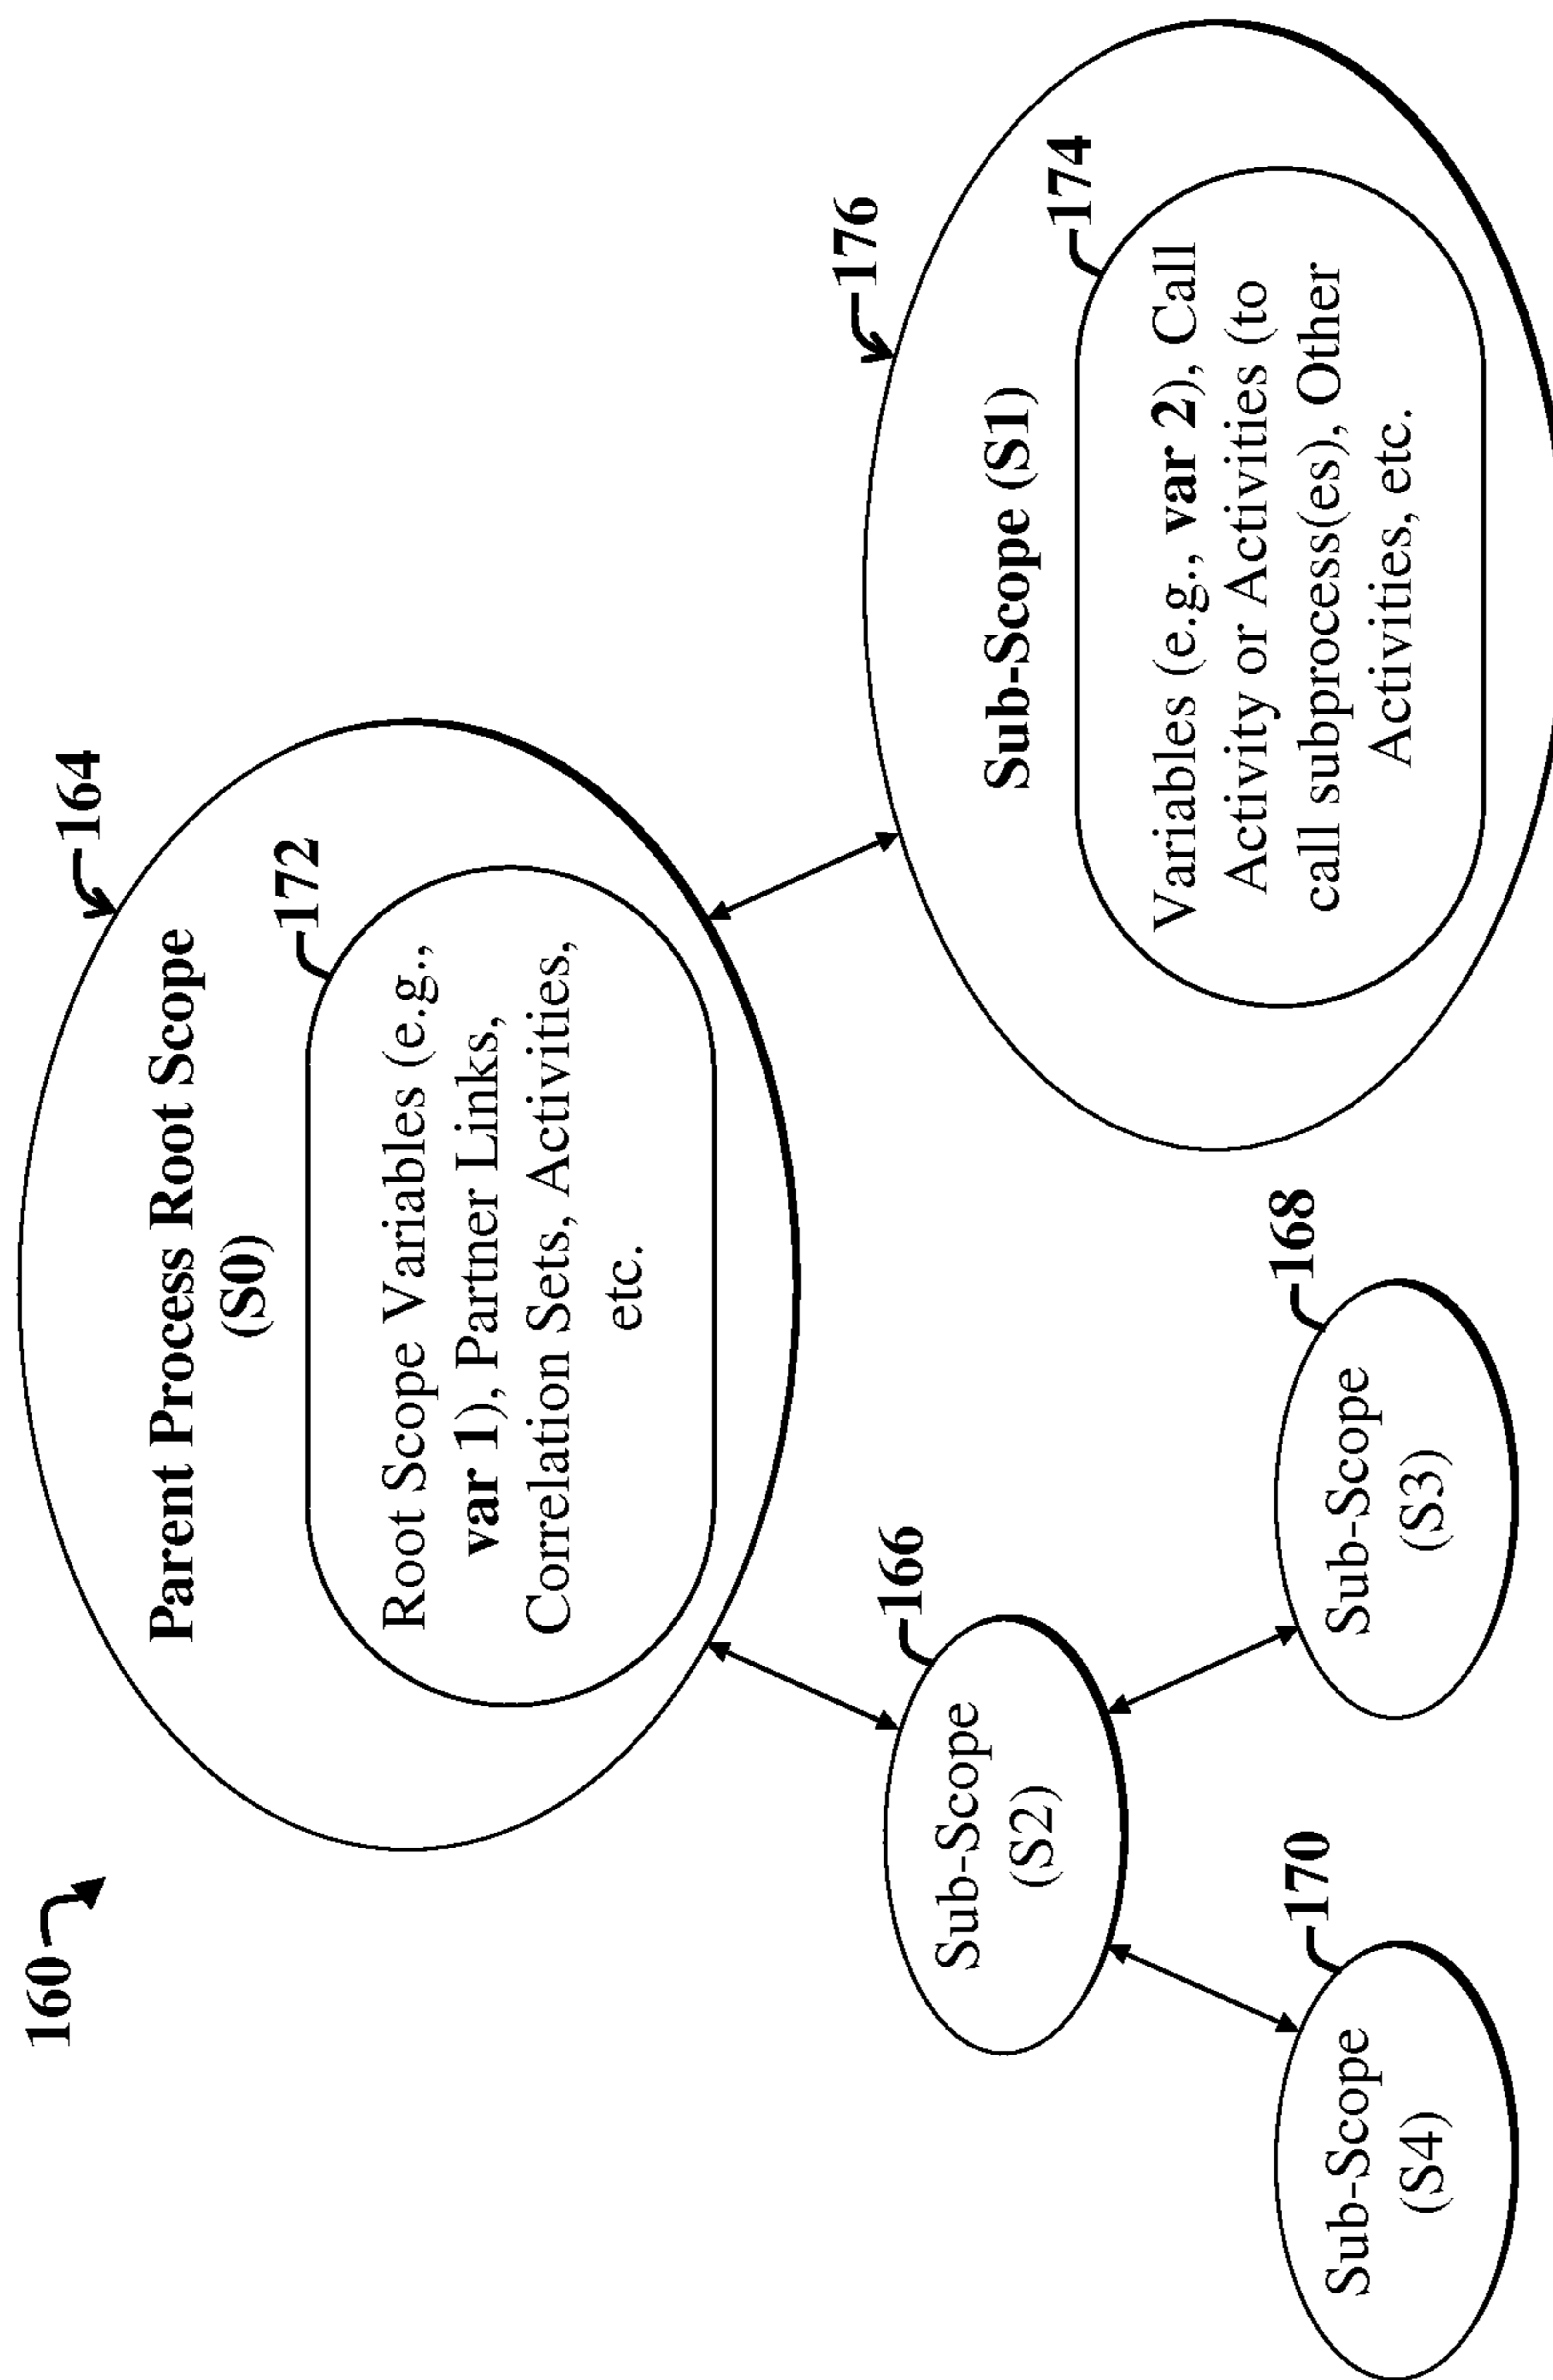 160
164
Parent Process Root Scope
(S0)
172
Root Scope Variables (e.g.,
var 1), Partner Links,
Correlation Sets, Activities,
etc.
166
Sub-Scope
(S2)
176
Sub-Scope (S1)
174
Variables (e.g., var 2), Call
Activity or Activities (to
call subprocess(es), Other
Activities, etc.
170
Sub-Scope
(S4)
168
Sub-Scope
(S3)